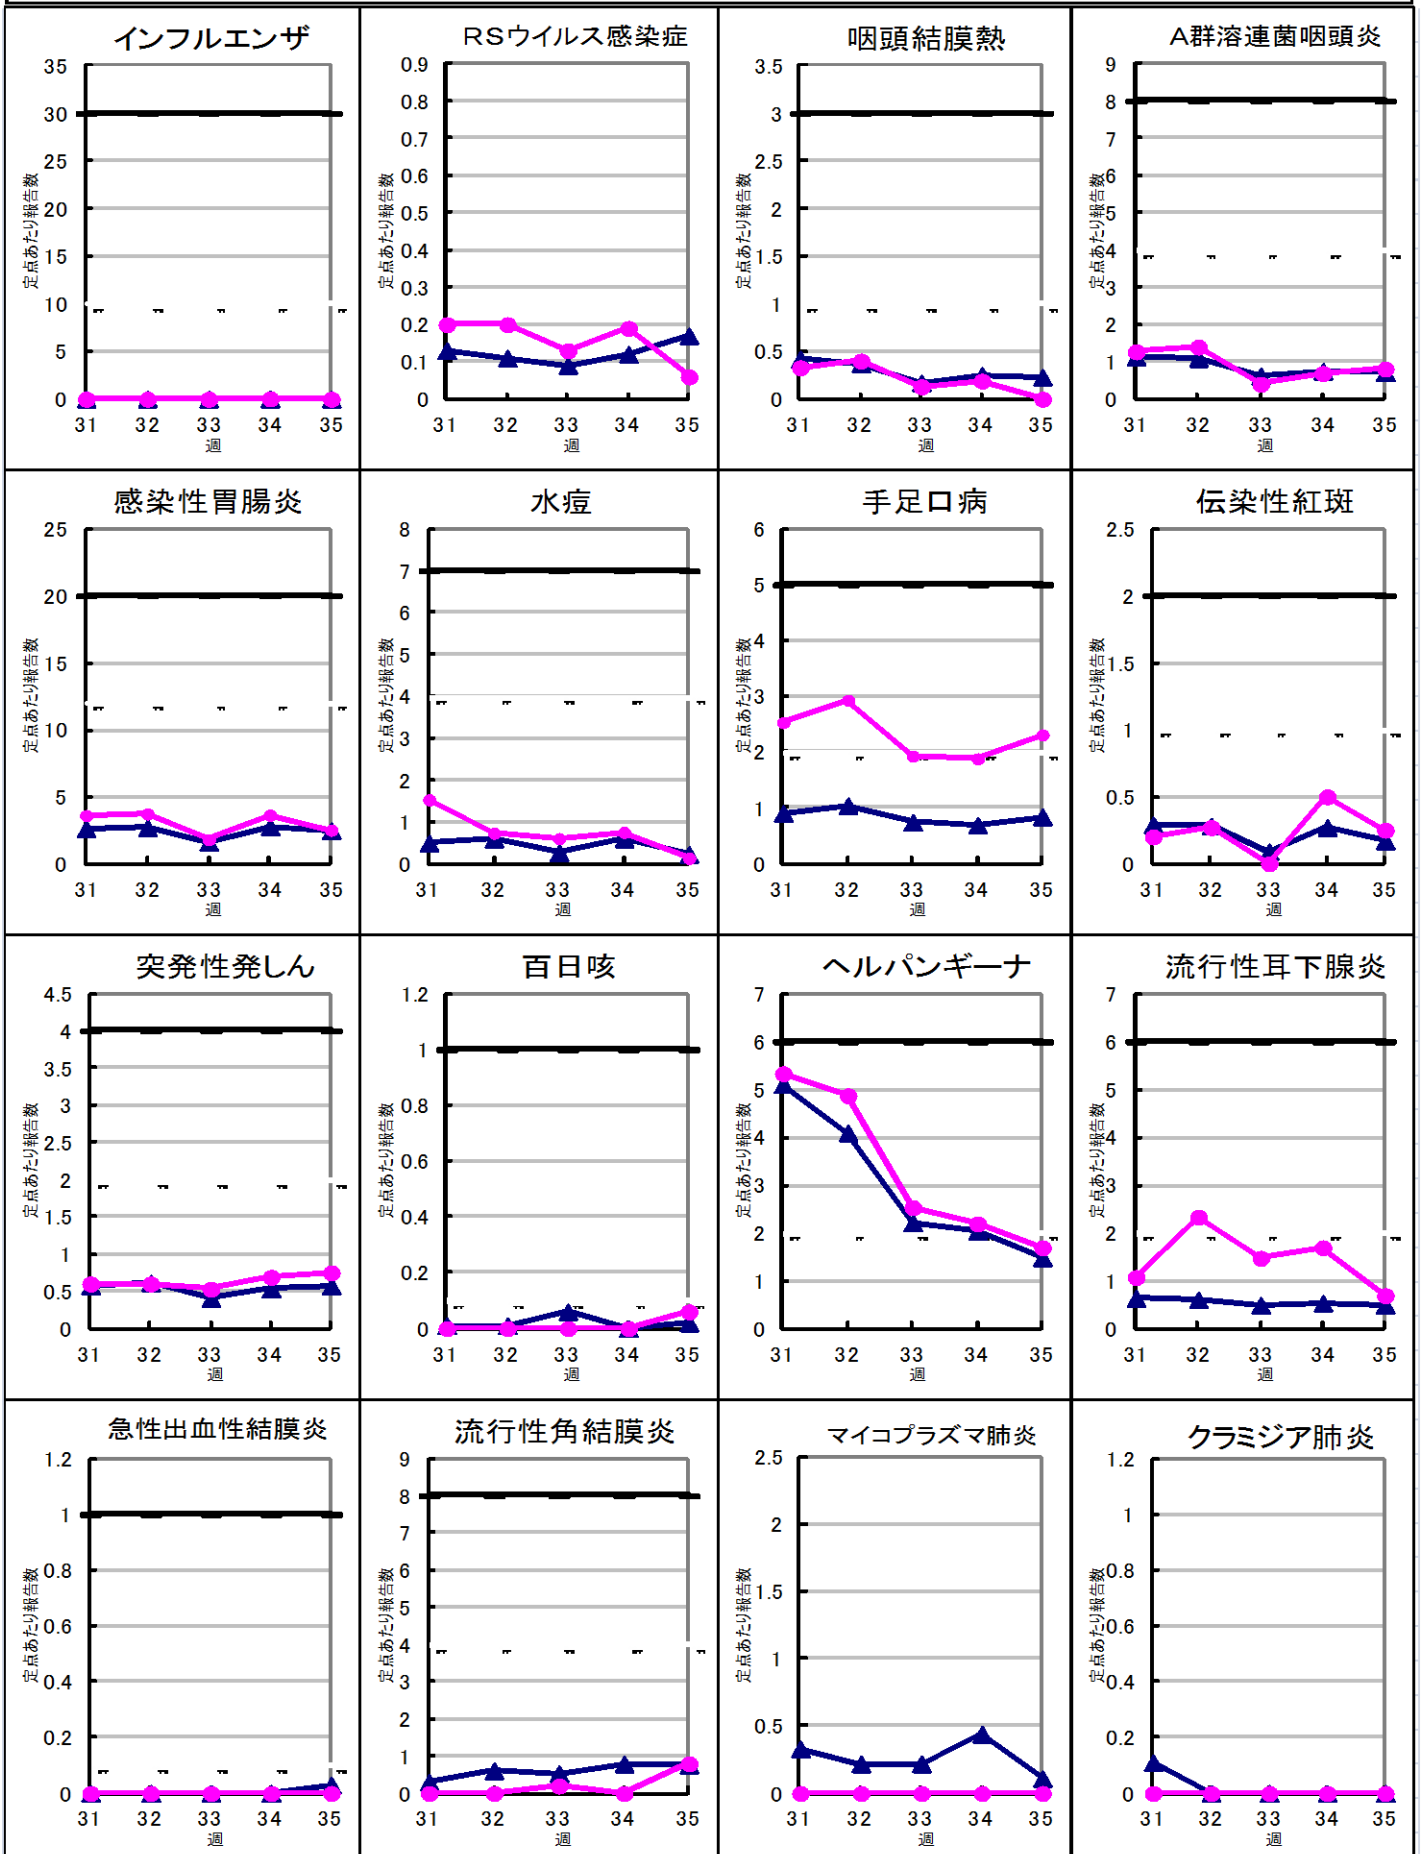 インフルエンザ
35
30
25
20
15
10
5
0
定点あたり報告数
31 32 33 34 35
週
RSウイルス感染症
0.9
0.8
0.7
0.6
0.5
0.4
0.3
0.2
0.1
0
定点あたり報告数
31 32 33 34 35
週
咽頭結膜熱
3.5
3
2.5
2
1.5
1
0.5
0
定点あたり報告数
31 32 33 34 35
週
A群溶連菌咽頭炎
9
8
7
6
5
4
3
2
1
0
定点あたり報告数
31 32 33 34 35
週
感染性胃腸炎
25
20
15
10
5
0
定点あたり報告数
31 32 33 34 35
週
水痘
8
7
6
5
4
3
2
1
0
定点あたり報告数
31 32 33 34 35
週
手足口病
6
5
4
3
2
1
0
定点あたり報告数
31 32 33 34 35
週
伝染性紅斑
2.5
2
1.5
1
0.5
0
定点あたり報告数
31 32 33 34 35
週
突発性発しん
4.5
4
3.5
3
2.5
2
1.5
1
0.5
0
定点あたり報告数
31 32 33 34 35
週
百日咳
1.2
1
0.8
0.6
0.4
0.2
0
定点あたり報告数
31 32 33 34 35
週
ヘルパンギーナ
7
6
5
4
3
2
1
0
定点あたり報告数
31 32 33 34 35
週
流行性耳下腺炎
7
6
5
4
3
2
1
0
定点あたり報告数
31 32 33 34 35
週
急性出血性結膜炎
1.2
1
0.8
0.6
0.4
0.2
0
定点あたり報告数
31 32 33 34 35
週
流行性角結膜炎
9
8
7
6
5
4
3
2
1
0
定点あたり報告数
31 32 33 34 35
週
マイコプラズマ肺炎
2.5
2
1.5
1
0.5
0
定点あたり報告数
31 32 33 34 35
週
クラミジア肺炎
1.2
1
0.8
0.6
0.4
0.2
0
定点あたり報告数
31 32 33 34 35
週